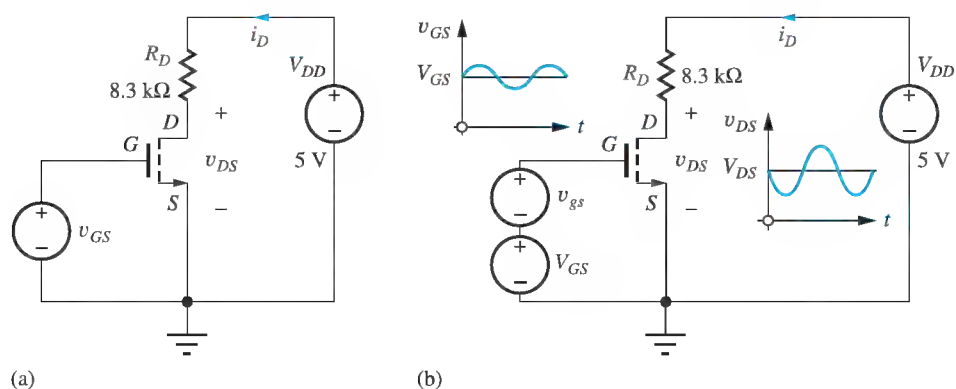 i_D
R_D
8.3 kΩ
V_DD
+
D
+
−
G
v_DS
5 V
S
−
+
v_GS
−
(a)
v_GS
V_GS
t
i_D
R_D
8.3 kΩ
V_DD
+
D
+
−
G
v_DS
5 V
S
−
v_DS
V_DS
t
+
v_gs
−
+
V_GS
−
(b)